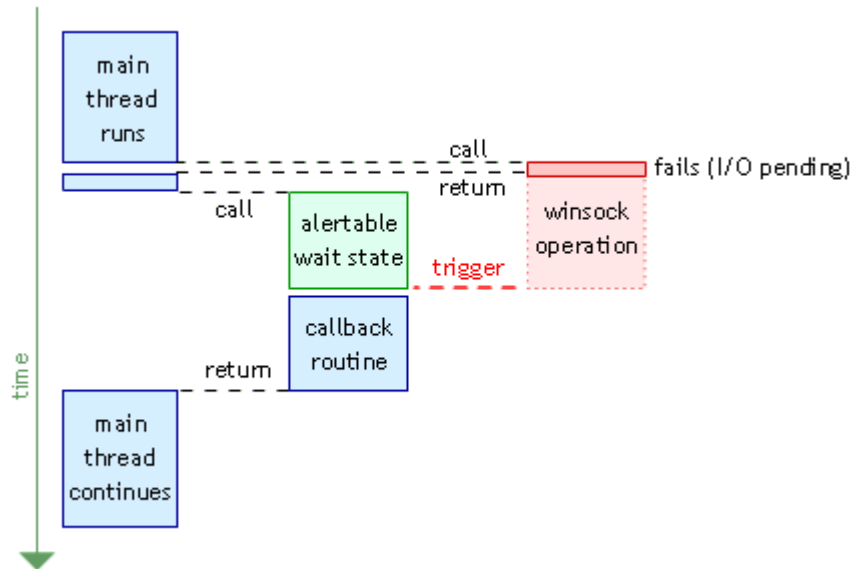 main
thread
runs
call
fails (I/O pending)
return
call
alertable
wait state
winsock
operation
trigger
callback
routine
return
time
main
thread
continues